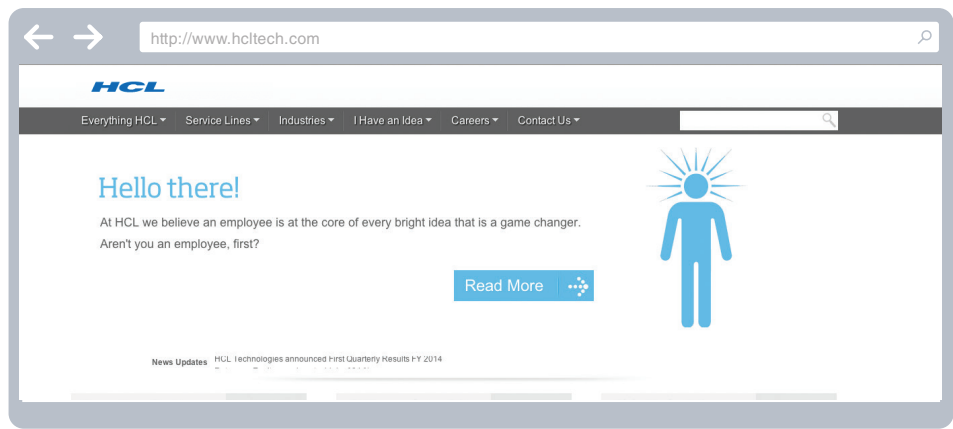 http://www.hcltech.com
HCL
Everything HCL Service Lines Industries I Have an Idea Careers Contact Us
Hello there!
At HCL we believe an employee is at the core of every bright idea that is a game changer.
Aren't you an employee, first?
Read More
News Updates HCL Technologies announced First Quarterly Results FY 2014